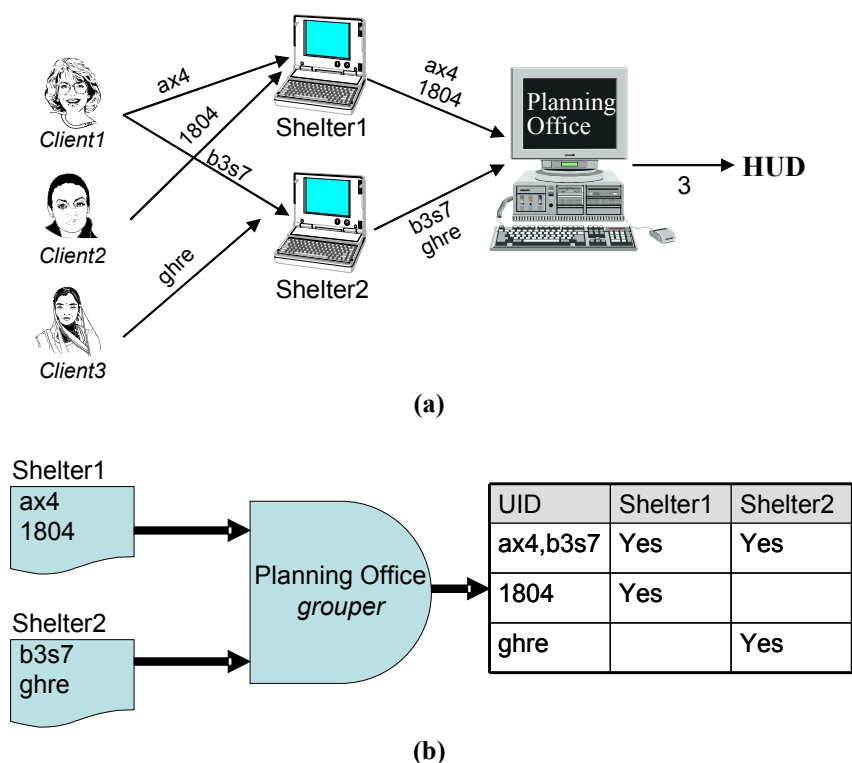 ax4
Client1
1804
b3s7
Shelter1
ax4
1804
Planning
Office
3
HUD
Client2
ghre
Shelter2
b3s7
ghre
Client3
(a)
Shelter1
ax4
1804
Shelter2
b3s7
ghre
Planning Office
grouper
UID Shelter1 Shelter2
ax4,b3s7 Yes Yes
1804 Yes
ghre Yes
(b)